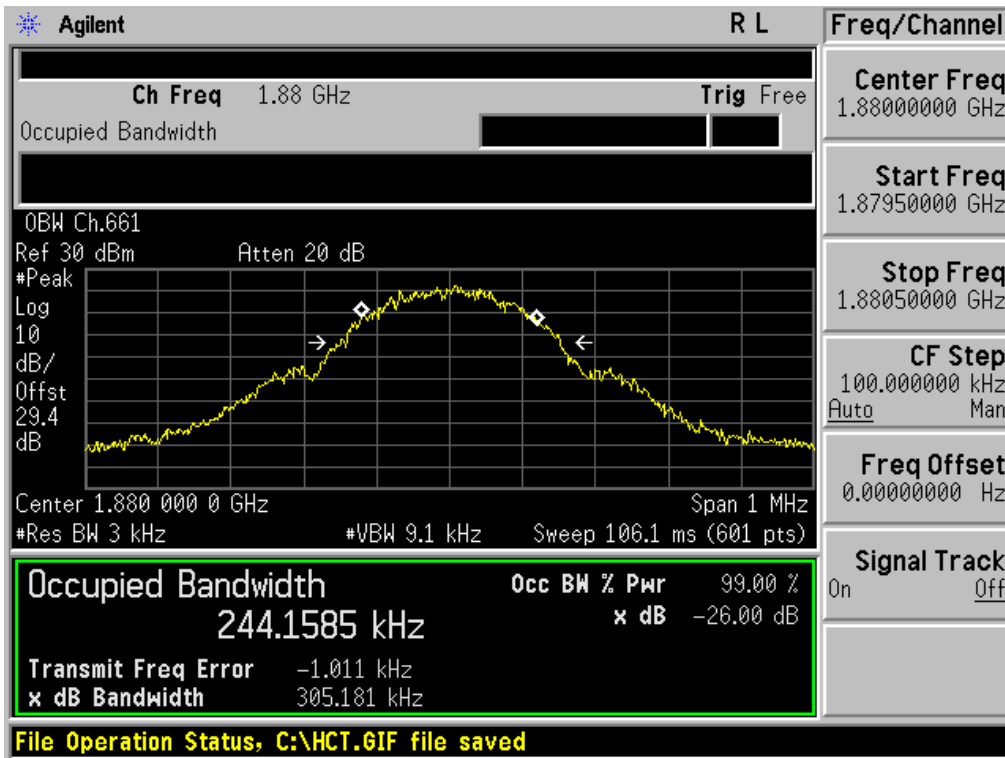 Agilent R L
Ch Freq 1.88 GHz Trig Free
Occupied Bandwidth
OBW Ch.661
Ref 30 dBm Atten 20 dB
#Peak
Log
10
dB/
Offst
29.4
dB
Center 1.880 000 0 GHz Span 1 MHz
#Res BW 3 kHz #VBW 9.1 kHz Sweep 106.1 ms (601 pts)
Occupied Bandwidth
244.1585 kHz
Occ BW % Pwr 99.00 %
x dB -26.00 dB
Transmit Freq Error -1.011 kHz
x dB Bandwidth 305.181 kHz
File Operation Status, C:\HCT.GIF file saved
Freq/Channel
Center Freq
1.88000000 GHz
Start Freq
1.87950000 GHz
Stop Freq
1.88050000 GHz
CF Step
100.000000 kHz
Auto Man
Freq Offset
0.00000000 Hz
Signal Track
On Off